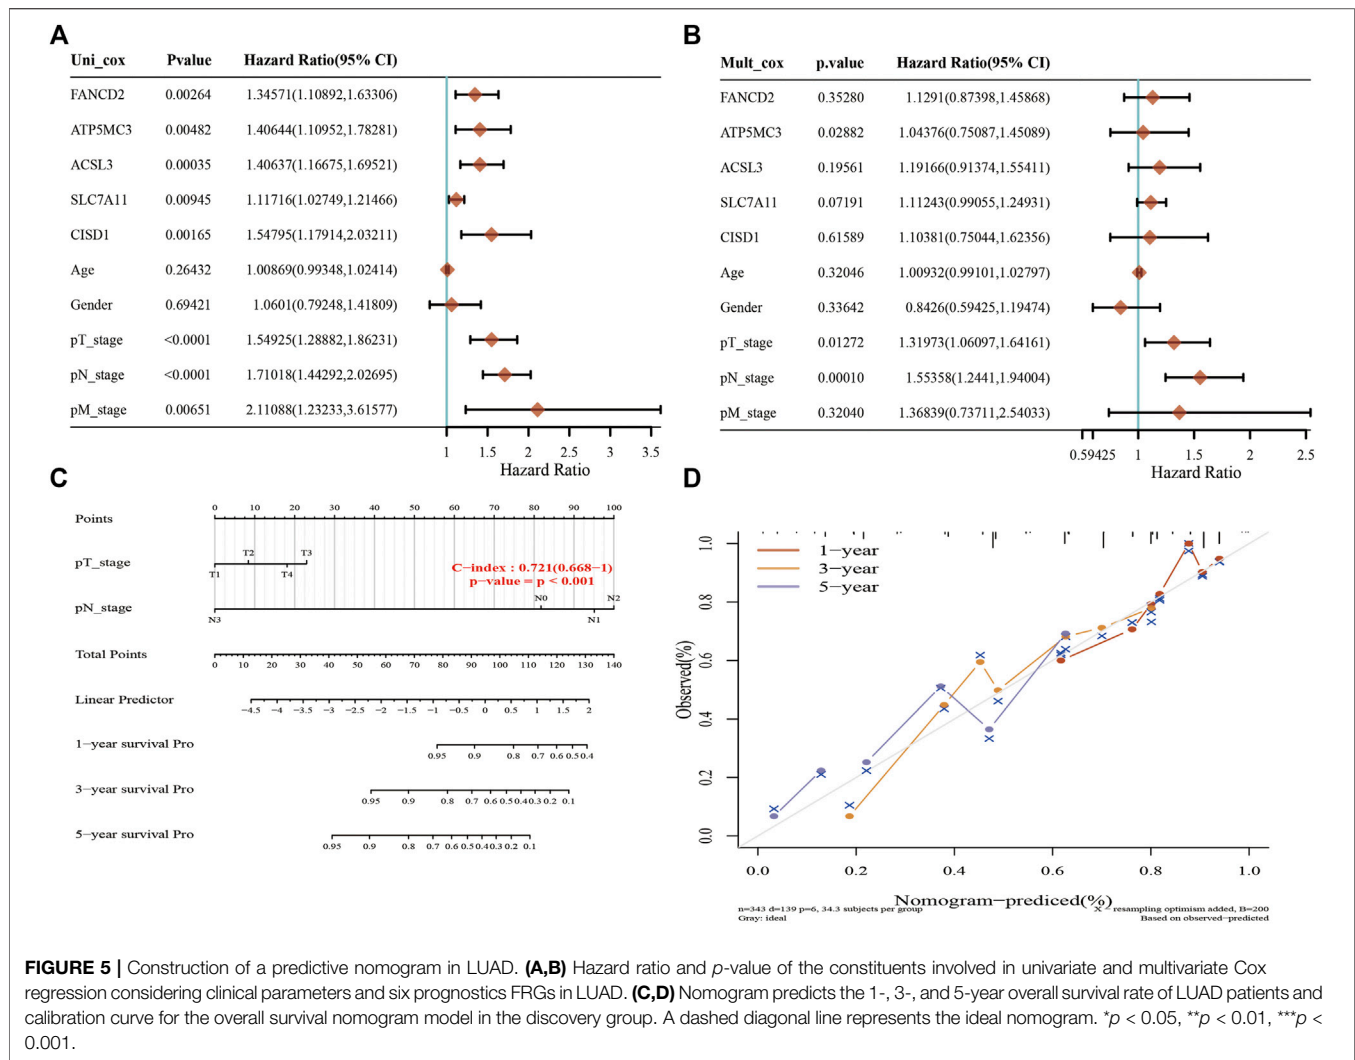 A
Uni_cox Pvalue Hazard Ratio(95% CI)
FANCD2 0.00264 1.34571(1.10892,1.63306)
ATP5MC3 0.00482 1.40644(1.10952,1.78281)
ACSL3 0.00035 1.40637(1.16675,1.69521)
SLC7A11 0.00945 1.11716(1.02749,1.21466)
CISD1 0.00165 1.54795(1.17914,2.03211)
Age 0.26432 1.00869(0.99348,1.02414)
Gender 0.69421 1.0601(0.79248,1.41809)
pT_stage <0.0001 1.54925(1.28882,1.86231)
pN_stage <0.0001 1.71018(1.44292,2.02695)
pM_stage 0.00651 2.11088(1.23233,3.61577)
1 1.5 2 2.5 3 3.5
Hazard Ratio
B
Mult_cox p.value Hazard Ratio(95% CI)
FANCD2 0.35280 1.1291(0.87398,1.45868)
ATP5MC3 0.02882 1.04376(0.75087,1.45089)
ACSL3 0.19561 1.19166(0.91374,1.55411)
SLC7A11 0.07191 1.11243(0.99055,1.24931)
CISD1 0.61589 1.10381(0.75044,1.62356)
Age 0.32046 1.00932(0.99101,1.02797)
Gender 0.33642 0.8426(0.59425,1.19474)
pT_stage 0.01272 1.31973(1.06097,1.64161)
pN_stage 0.00010 1.55358(1.2441,1.94004)
pM_stage 0.32040 1.36839(0.73711,2.54033)
0.59425 1 1.5 2 2.5
Hazard Ratio
C
Points 0 10 20 30 40 50 60 70 80 90 100
T2 T3
pT_stage
T1 T4
C-index : 0.721(0.668-1)
p-value = p < 0.001
N0 N2
pN_stage
N3 N1
Total Points
0 10 20 30 40 50 60 70 80 90 100 110 120 130 140
Linear Predictor
-4.5 -4 -3.5 -3 -2.5 -2 -1.5 -1 -0.5 0 0.5 1 1.5 2
1-year survival Pro
0.95 0.9 0.8 0.7 0.6 0.5 0.4
3-year survival Pro
0.95 0.9 0.8 0.7 0.6 0.5 0.4 0.3 0.2 0.1
5-year survival Pro
0.95 0.9 0.8 0.7 0.6 0.5 0.4 0.3 0.2 0.1
D
1-year
3-year
5-year
Observed(%)
1.0
0.8
0.6
0.4
0.2
0.0
0.0 0.2 0.4 0.6 0.8 1.0
Nomogram-prediced(%)
n=343 d=139 p=6, 34.3 subjects per group
Gray: ideal
X - resampling optimism added, B=200
Based on observed-predicted
FIGURE 5 | Construction of a predictive nomogram in LUAD. (A,B) Hazard ratio and p-value of the constituents involved in univariate and multivariate Cox
regression considering clinical parameters and six prognostics FRGs in LUAD. (C,D) Nomogram predicts the 1-, 3-, and 5-year overall survival rate of LUAD patients and
calibration curve for the overall survival nomogram model in the discovery group. A dashed diagonal line represents the ideal nomogram. *p < 0.05, **p < 0.01, ***p <
0.001.